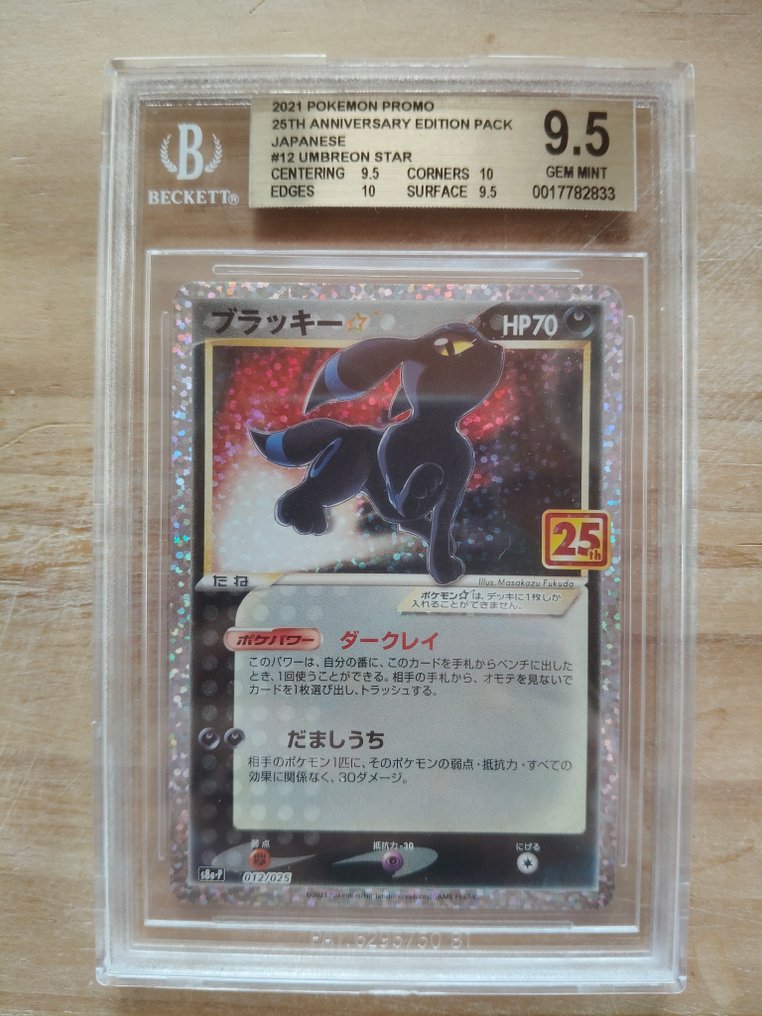 2021 POKEMON PROMO
25TH ANNIVERSARY EDITION PACK
JAPANESE
#12 UMBREON STAR
CENTERING 9.5 CORNERS 10
EDGES 10 SURFACE 9.5
9.5
GEM MINT
0017782833
B
BECKETT®
ブラッキー☆
HP70
25th
たね
Illus. Masakazu Fukuda
ポケモン☆は、デッキに1枚しか
入れることができません。
ポケパワー ダークレイ
このパワーは、自分の番に、このカードを手札からベンチに出した
とき、1回使うことができる。相手の手札から、オモテを見ないで
カードを1枚選び出し、トラッシュする。
だましうち
相手のポケモン1匹に、そのポケモンの弱点・抵抗力・すべての
効果に関係なく、30ダメージ。
弱点 抵抗力 -30 にげる
s8a-P 012/025
©2021 Pokémon/Nintendo/Creatures/GAME FREAK.